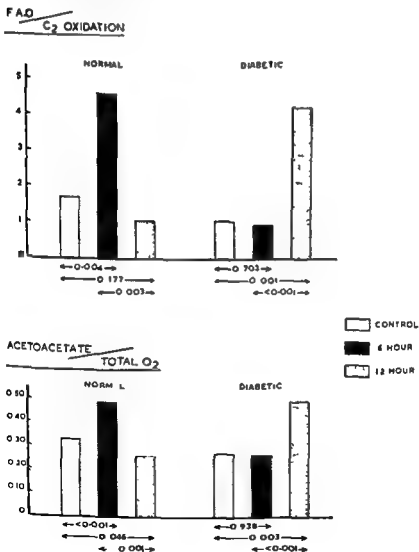 F A.O
C₂ OXIDATION
NORMAL DIABETIC
5
4
3
2
1
0·004 0 703
0·177 0 001
0 003 <0·001
CONTROL
6 HOUR
12 HOUR
ACETOACETATE
TOTAL O₂
NORM L DIABETIC
0 50
0 40
0 30
0 20
0 10
0
<0·001 0 938
0 046 0 003
0 001 <0·001